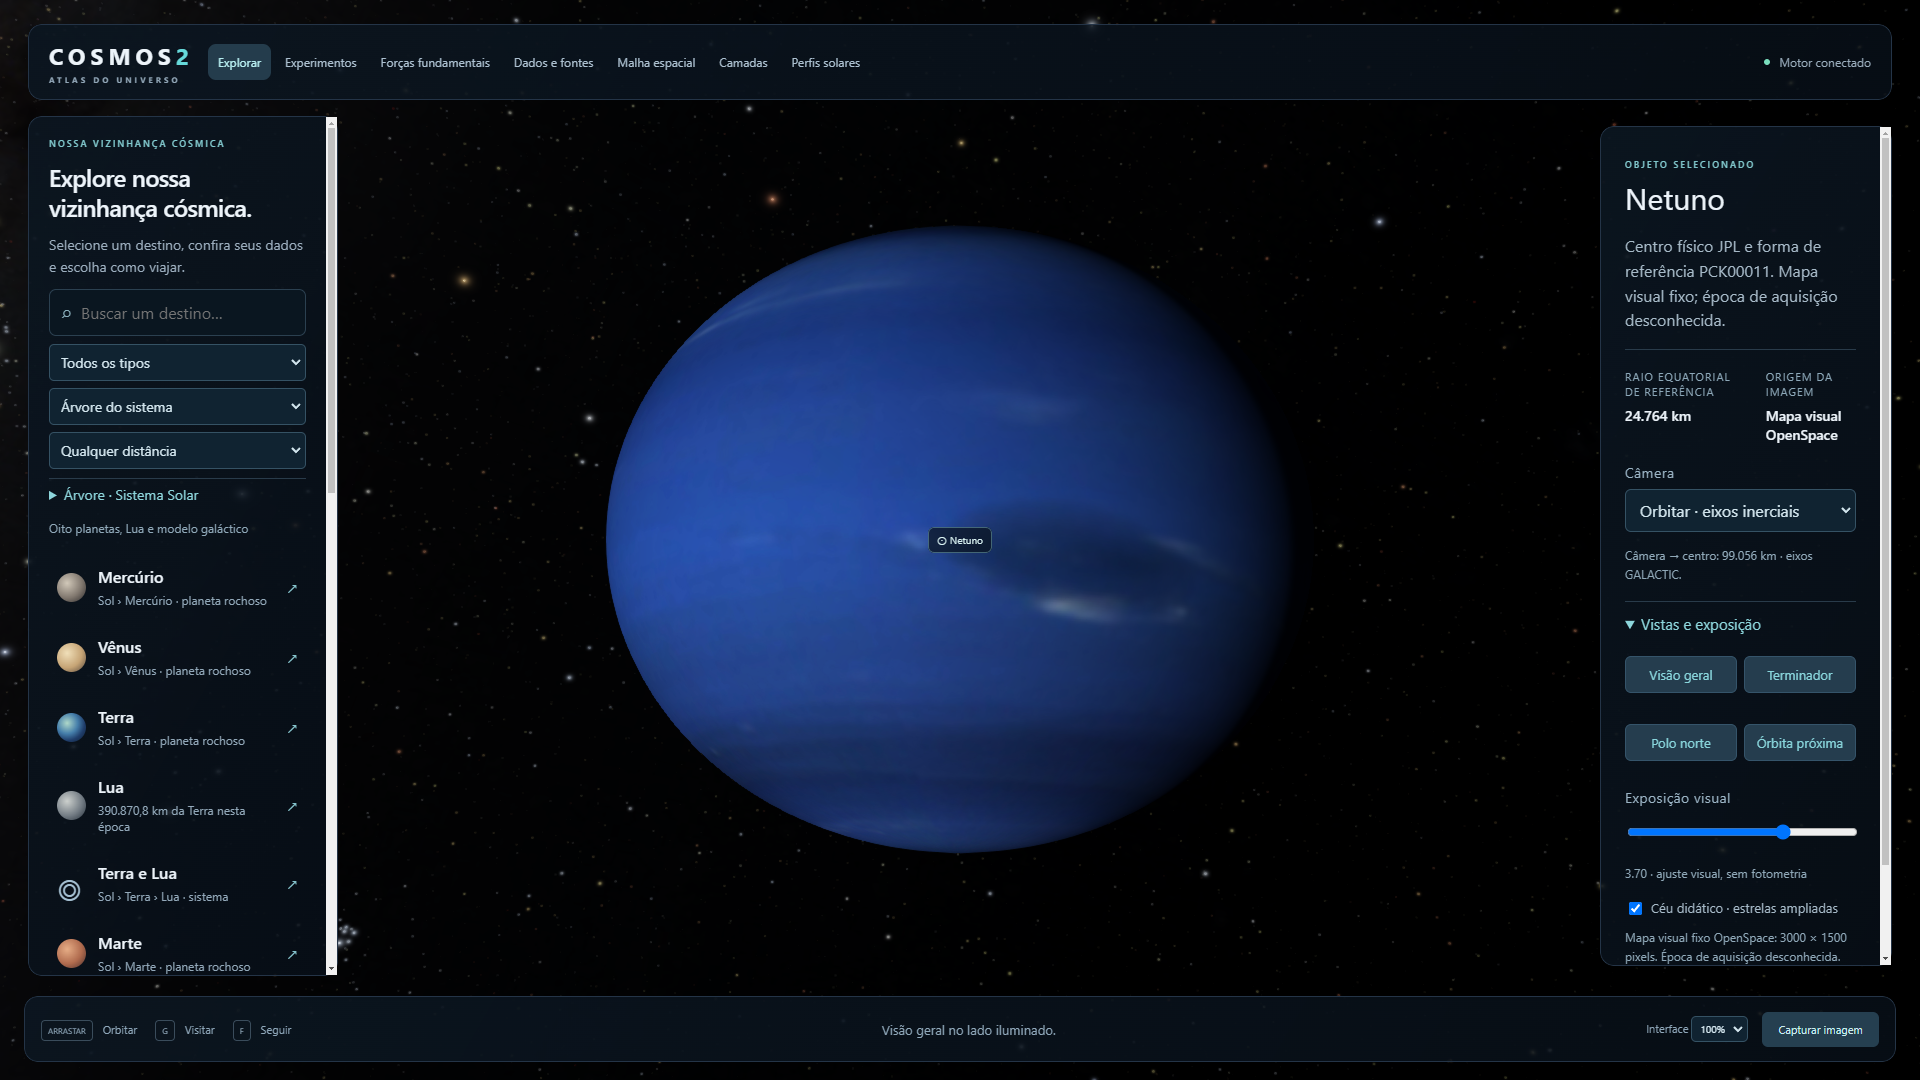 COSMOS2
ATLAS DO UNIVERSO
Explorar
Experimentos
Forças fundamentais
Dados e fontes
Malha espacial
Camadas
Perfis solares
Motor conectado
NOSSA VIZINHANÇA CÓSMICA
Explore nossa
vizinhança cósmica.
Selecione um destino, confira seus dados
e escolha como viajar.
Buscar um destino...
Todos os tipos
Árvore do sistema
Qualquer distância
Árvore · Sistema Solar
Oito planetas, Lua e modelo galáctico
Mercúrio
Sol › Mercúrio · planeta rochoso
Vênus
Sol › Vênus · planeta rochoso
Terra
Sol › Terra · planeta rochoso
Lua
390.870,8 km da Terra nesta
época
Terra e Lua
Sol › Terra › Lua · sistema
Marte
Sol › Marte · planeta rochoso
Netuno
OBJETO SELECIONADO
Netuno
Centro físico JPL e forma de
referência PCK00011. Mapa
visual fixo; época de aquisição
desconhecida.
RAIO EQUATORIAL
DE REFERÊNCIA
24.764 km
ORIGEM DA
IMAGEM
Mapa visual
OpenSpace
Câmera
Orbitar · eixos inerciais
Câmera → centro: 99.056 km · eixos
GALACTIC.
Vistas e exposição
Visão geral
Terminador
Polo norte
Órbita próxima
Exposição visual
3.70 · ajuste visual, sem fotometria
Céu didático · estrelas ampliadas
Mapa visual fixo OpenSpace: 3000 × 1500
pixels. Época de aquisição desconhecida.
ARRASTAR Orbitar
G Visitar
F Seguir
Visão geral no lado iluminado.
Interface 100%
Capturar imagem